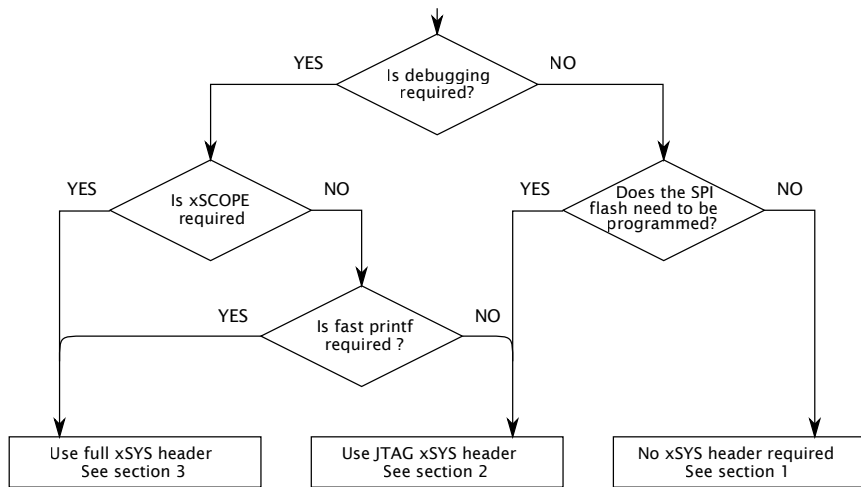 YES
Is debugging
required?
NO
YES
Is xSCOPE
required
NO
YES
Does the SPI
flash need to be
programmed?
NO
YES
Is fast printf
required ?
NO
Use full xSYS header
See section 3
Use JTAG xSYS header
See section 2
No xSYS header required
See section 1